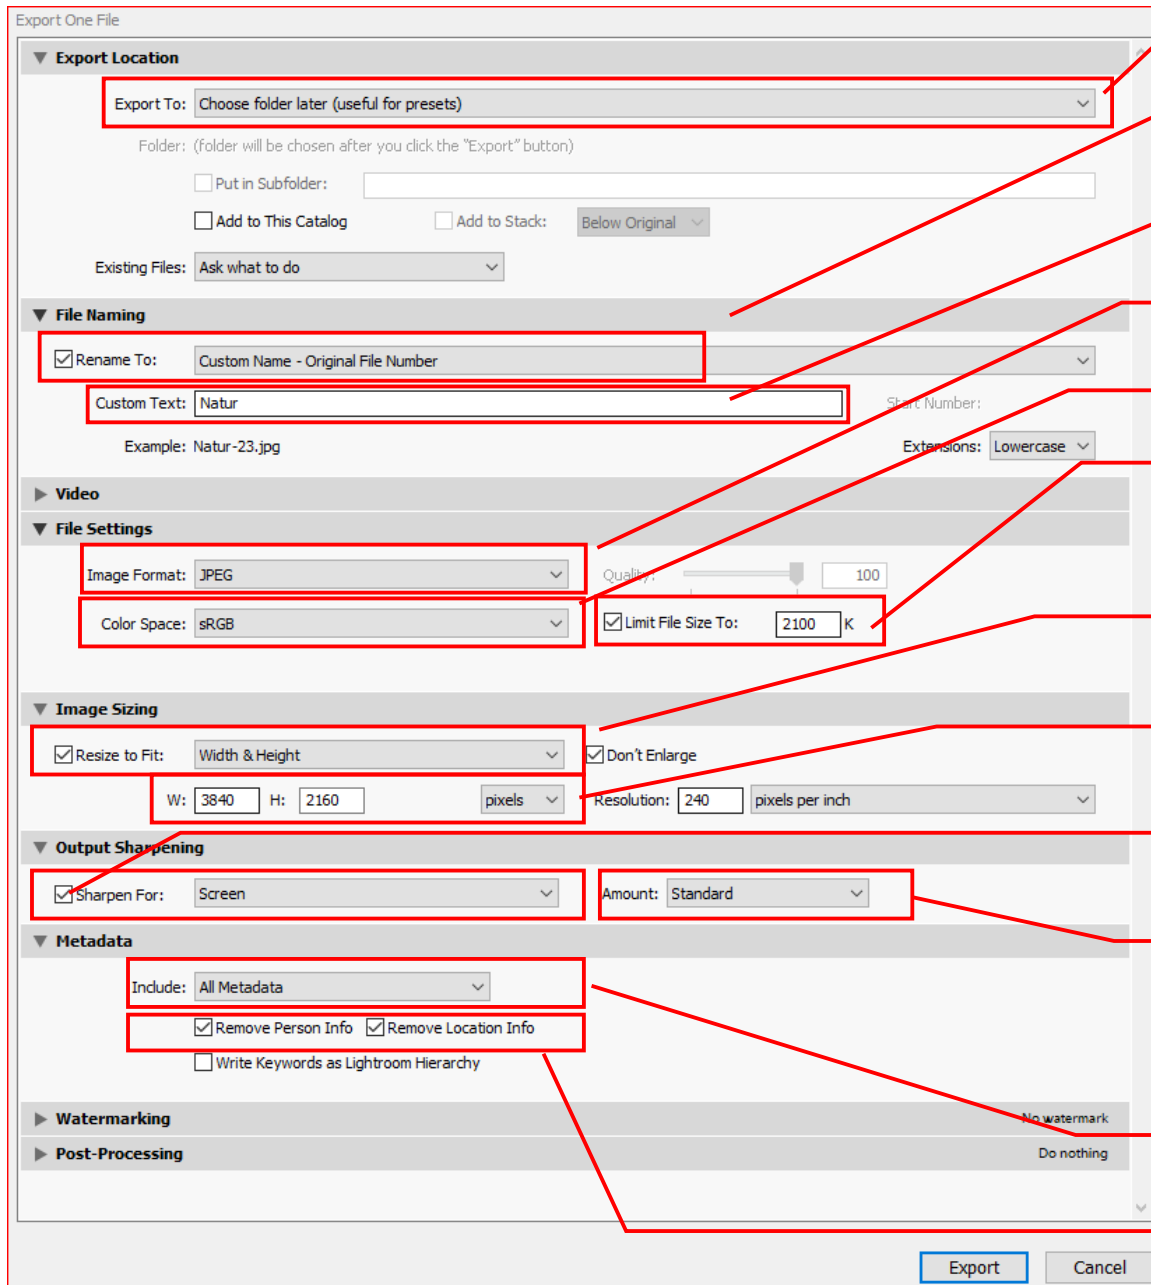 Export One File
Export Location
Export To: Choose folder later (useful for presets)
Folder: (folder will be chosen after you click the "Export" button)
Put in Subfolder:
Add to This Catalog Add to Stack: Below Original
Existing Files: Ask what to do
File Naming
Rename To: Custom Name - Original File Number
Custom Text: Natur Start Number:
Example: Natur-23.jpg Extensions: Lowercase
Video
File Settings
Image Format: JPEG Quality: 100
Color Space: sRGB Limit File Size To: 2100 K
Image Sizing
Resize to Fit: Width & Height Don't Enlarge
W: 3840 H: 2160 pixels Resolution: 240 pixels per inch
Output Sharpening
Sharpen For: Screen Amount: Standard
Metadata
Include: All Metadata
Remove Person Info Remove Location Info
Write Keywords as Lightroom Hierarchy
Watermarking No watermark
Post-Processing Do nothing
Export Cancel